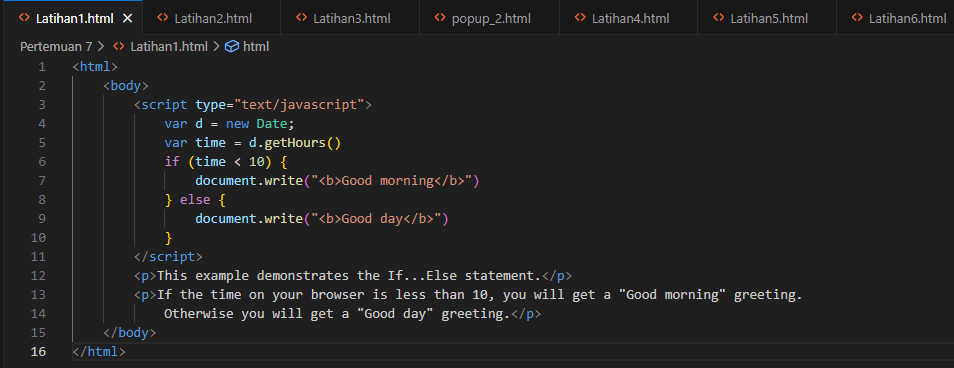 Latihan1.html Latihan2.html Latihan3.html popup_2.html Latihan4.html Latihan5.html Latihan6.html
Pertemuan 7 > Latihan1.html > html
1 <html>
2 <body>
3 <script type="text/javascript">
4 var d = new Date;
5 var time = d.getHours()
6 if (time < 10) {
7 document.write("<b>Good morning</b>")
8 } else {
9 document.write("<b>Good day</b>")
10 }
11 </script>
12 <p>This example demonstrates the If...Else statement.</p>
13 <p>If the time on your browser is less than 10, you will get a "Good morning" greeting.
14 Otherwise you will get a "Good day" greeting.</p>
15 </body>
16 </html>